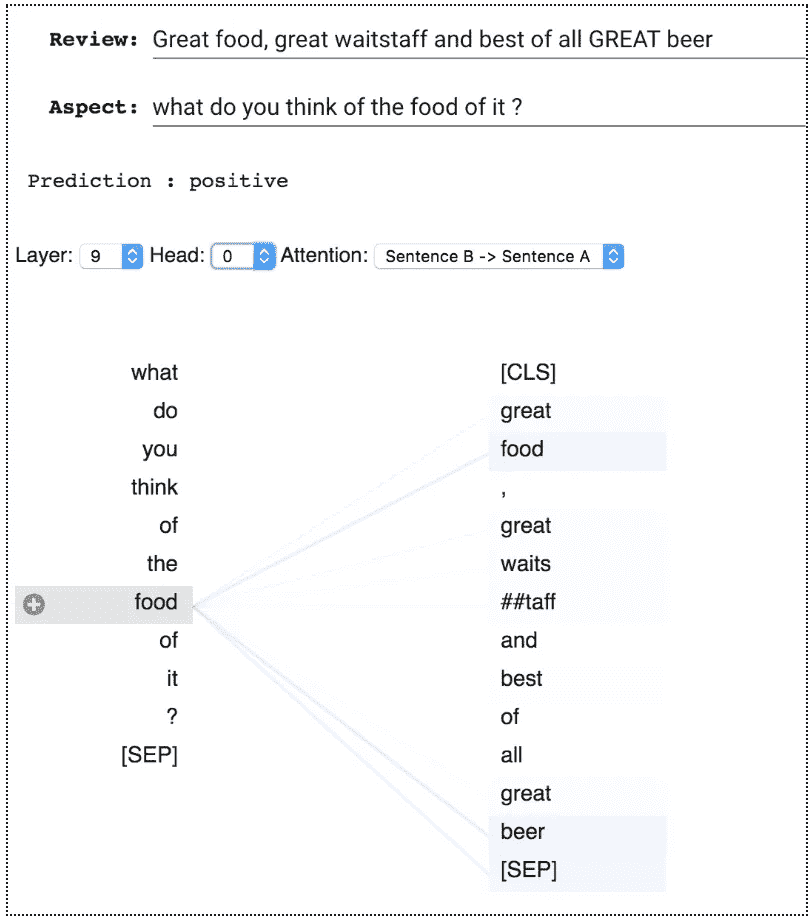 Review: Great food, great waitstaff and best of all GREAT beer
Aspect: what do you think of the food of it ?
Prediction : positive
Layer: 9 Head: 0 Attention: Sentence B -> Sentence A
what [CLS]
do great
you food
think ,
of great
the waits
food ##taff
of and
it best
? of
[SEP] all
great
beer
[SEP]